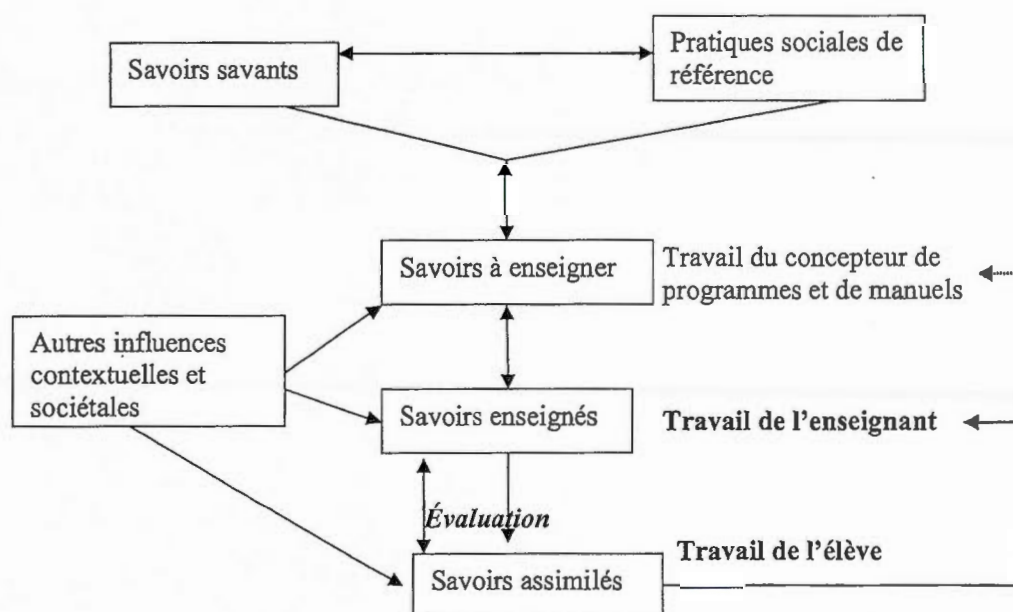 Savoirs savants
Pratiques sociales de
référence
Savoirs à enseigner
Travail du concepteur de
programmes et de manuels
Autres influences
contextuelles et
sociétales
Savoirs enseignés
Travail de l'enseignant
Évaluation
Travail de l'élève
Savoirs assimilés